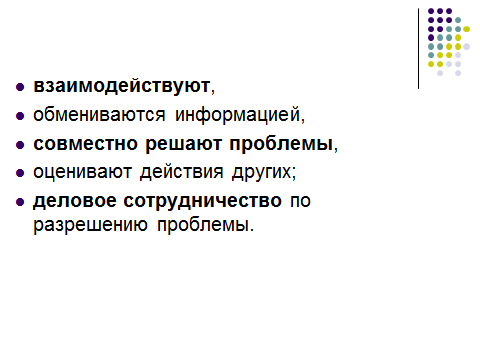 взаимодействуют,
обмениваются информацией,
совместно решают проблемы,
оценивают действия других;
деловое сотрудничество по
разрешению проблемы.